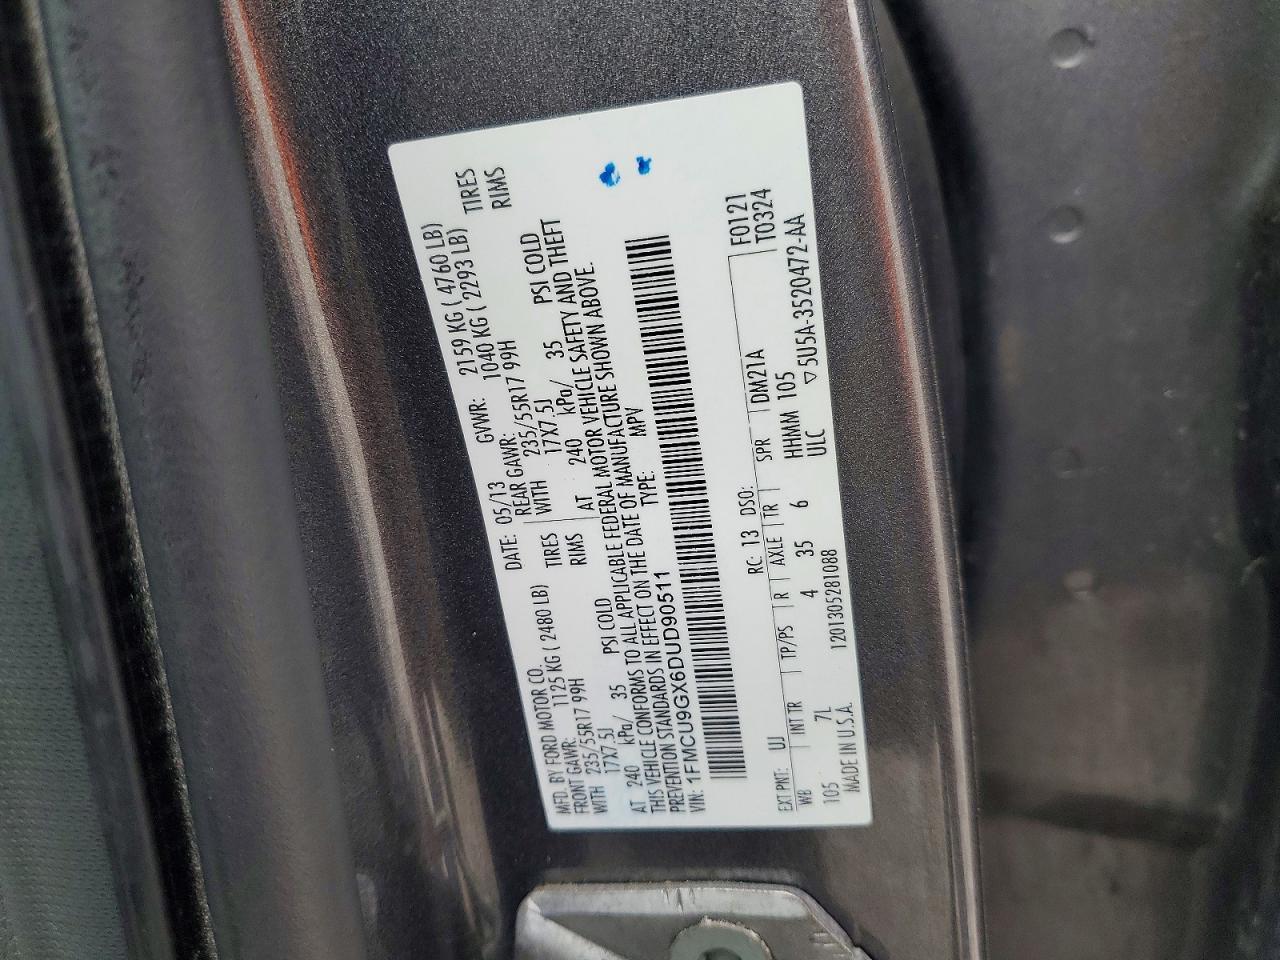 MFD. BY FORD MOTOR CO. DATE: 05/13 GVWR: 2159 KG ( 4760 LB)
FRONT GAWR: 1125 KG ( 2480 LB) REAR GAWR: 1040 KG ( 2293 LB)
WITH 235/55R17 99H TIRES WITH 235/55R17 99H TIRES
17X7.5J RIMS 17X7.5J RIMS
AT 240 kPa/ 35 PSI COLD AT 240 kPa/ 35 PSI COLD
THIS VEHICLE CONFORMS TO ALL APPLICABLE FEDERAL MOTOR VEHICLE SAFETY AND THEFT
PREVENTION STANDARDS IN EFFECT ON THE DATE OF MANUFACTURE SHOWN ABOVE.
VIN: 1FMCU9GX6DUD90511 TYPE: MPV
F0121
T0324
EXT PNT: UJ RC: 13 DSO:
WB INT TR TP/PS R AXLE TR SPR DM21A
105 7L 4 35 6 HHMM 105
ULC
MADE IN U.S.A. 1201305281088 ▽5U5A-3520472-AA